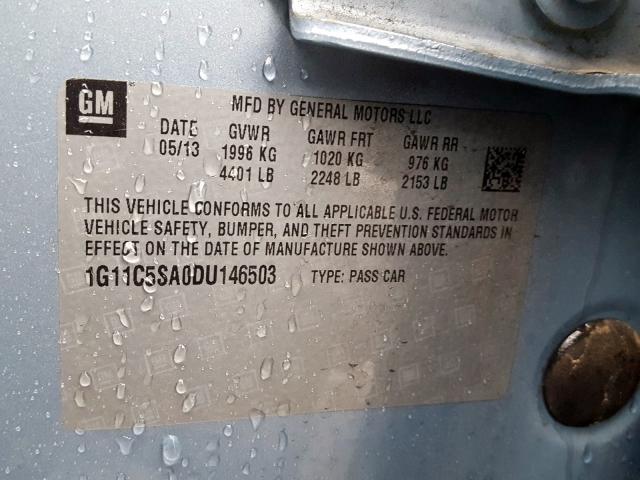 GM
MFD BY GENERAL MOTORS LLC
DATE GVWR GAWR FRT GAWR RR
05/13 1996 KG 1020 KG 976 KG
4401 LB 2248 LB 2153 LB
THIS VEHICLE CONFORMS TO ALL APPLICABLE U.S. FEDERAL MOTOR
VEHICLE SAFETY, BUMPER, AND THEFT PREVENTION STANDARDS IN
EFFECT ON THE DATE OF MANUFACTURE SHOWN ABOVE.
1G11C5SA0DU146503 TYPE: PASS CAR